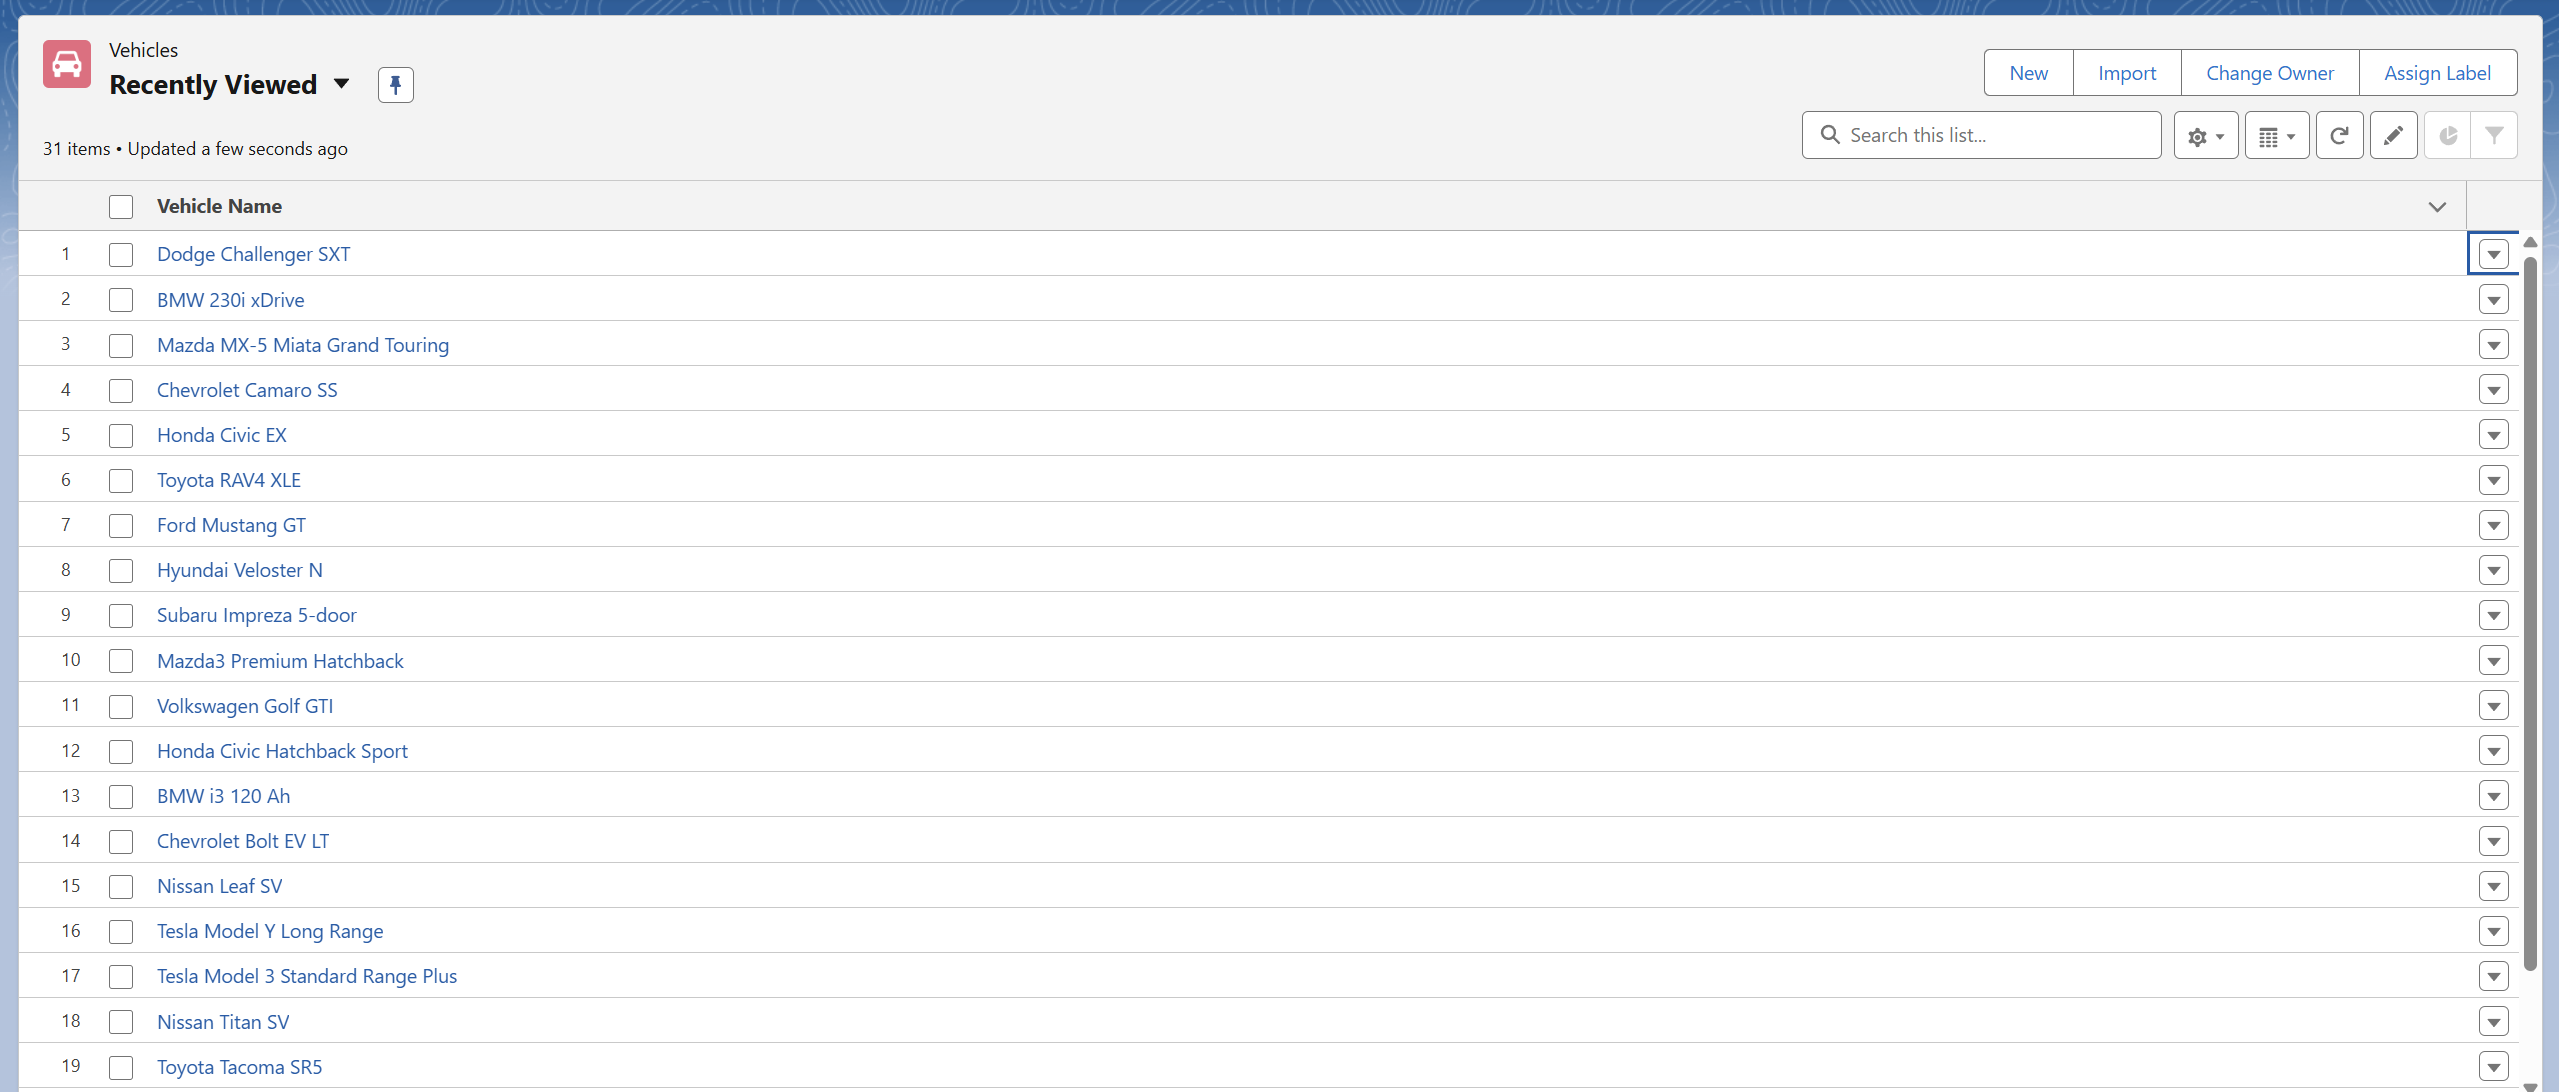 Vehicles
Recently Viewed
New Import Change Owner Assign Label
31 items • Updated a few seconds ago
Search this list...
Vehicle Name
1 Dodge Challenger SXT
2 BMW 230i xDrive
3 Mazda MX-5 Miata Grand Touring
4 Chevrolet Camaro SS
5 Honda Civic EX
6 Toyota RAV4 XLE
7 Ford Mustang GT
8 Hyundai Veloster N
9 Subaru Impreza 5-door
10 Mazda3 Premium Hatchback
11 Volkswagen Golf GTI
12 Honda Civic Hatchback Sport
13 BMW i3 120 Ah
14 Chevrolet Bolt EV LT
15 Nissan Leaf SV
16 Tesla Model Y Long Range
17 Tesla Model 3 Standard Range Plus
18 Nissan Titan SV
19 Toyota Tacoma SR5